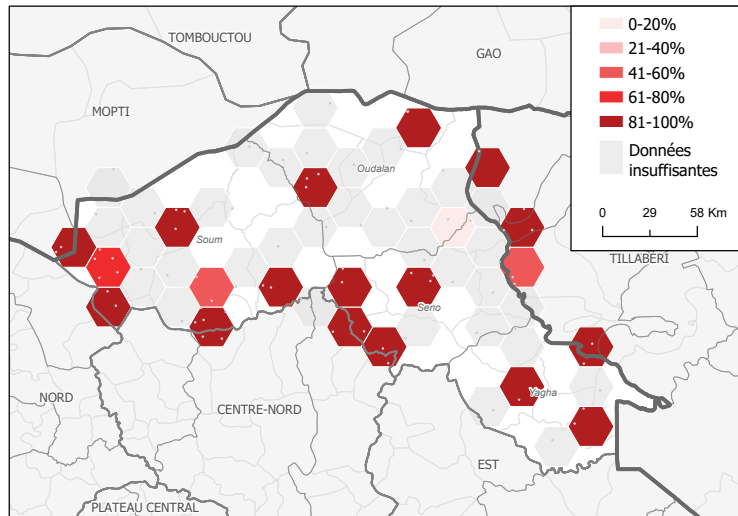 TOMBOUCTOU
GAO
MOPTI
0-20%
21-40%
41-60%
61-80%
81-100%
Données
insuffisantes
0 29 58 Km
Oudalan
Soum
TILLABERI
Seno
Yagha
NORD
CENTRE-NORD
EST
PLATEAU CENTRAL